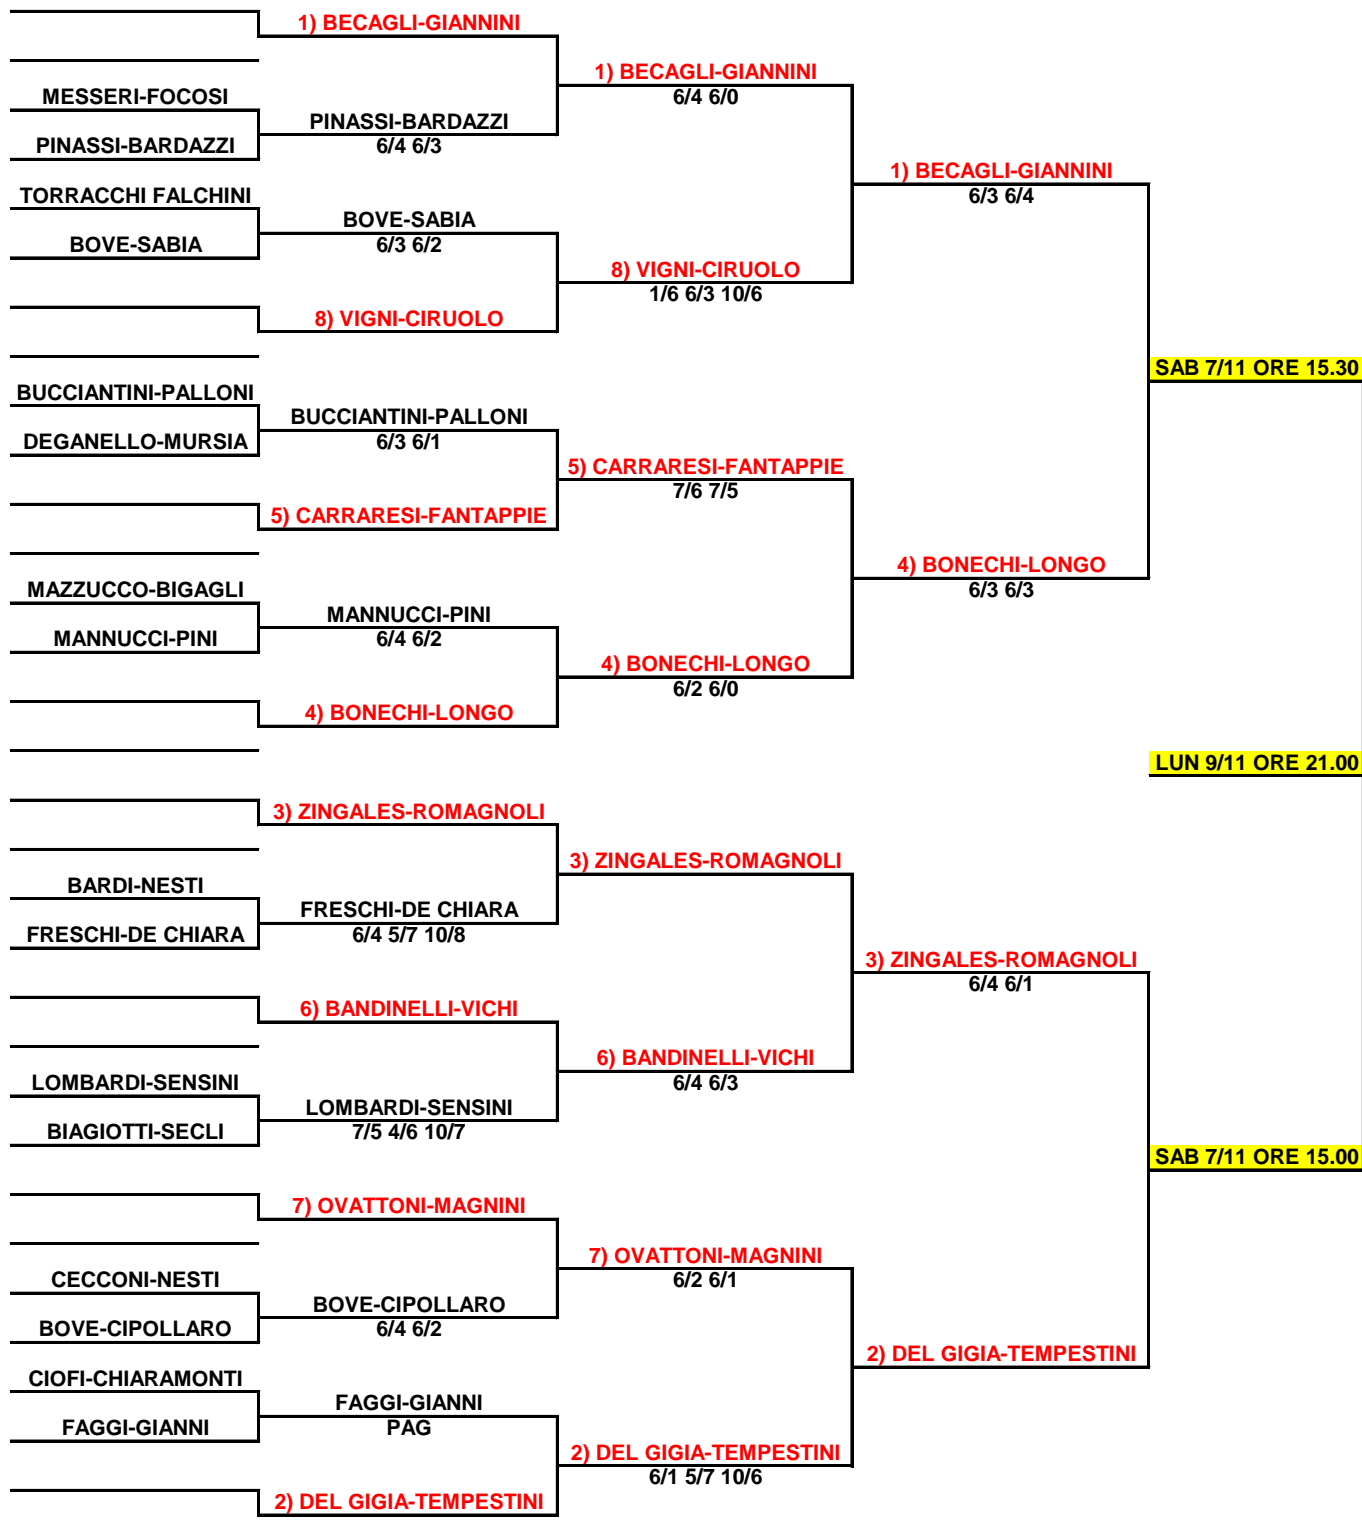 1) BECAGLI-GIANNINI
1) BECAGLI-GIANNINI
MESSERI-FOCOSI
6/4 6/0
PINASSI-BARDAZZI
PINASSI-BARDAZZI
6/4 6/3
1) BECAGLI-GIANNINI
TORRACCHI FALCHINI
6/3 6/4
BOVE-SABIA
BOVE-SABIA
6/3 6/2
8) VIGNI-CIRUOLO
1/6 6/3 10/6
8) VIGNI-CIRUOLO
SAB 7/11 ORE 15.30
BUCCIANTINI-PALLONI
BUCCIANTINI-PALLONI
DEGANELLO-MURSIA
6/3 6/1
5) CARRARESI-FANTAPPIE
7/6 7/5
5) CARRARESI-FANTAPPIE
4) BONECHI-LONGO
MAZZUCCO-BIGAGLI
6/3 6/3
MANNUCCI-PINI
MANNUCCI-PINI
6/4 6/2
4) BONECHI-LONGO
6/2 6/0
4) BONECHI-LONGO
LUN 9/11 ORE 21.00
3) ZINGALES-ROMAGNOLI
3) ZINGALES-ROMAGNOLI
BARDI-NESTI
FRESCHI-DE CHIARA
FRESCHI-DE CHIARA
6/4 5/7 10/8
3) ZINGALES-ROMAGNOLI
6/4 6/1
6) BANDINELLI-VICHI
6) BANDINELLI-VICHI
LOMBARDI-SENSINI
6/4 6/3
LOMBARDI-SENSINI
BIAGIOTTI-SECLI
7/5 4/6 10/7
SAB 7/11 ORE 15.00
7) OVATTONI-MAGNINI
7) OVATTONI-MAGNINI
CECCONI-NESTI
6/2 6/1
BOVE-CIPOLLARO
BOVE-CIPOLLARO
6/4 6/2
2) DEL GIGIA-TEMPESTINI
CIOFI-CHIARAMONTI
FAGGI-GIANNI
FAGGI-GIANNI
PAG
2) DEL GIGIA-TEMPESTINI
6/1 5/7 10/6
2) DEL GIGIA-TEMPESTINI